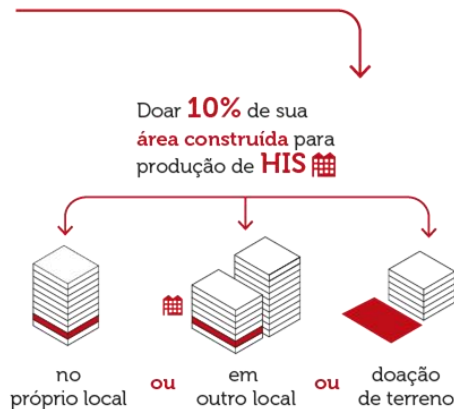 Doar 10% de sua
área construída para
produção de HIS
no
próprio local
ou
em
outro local
ou
doação
de terreno